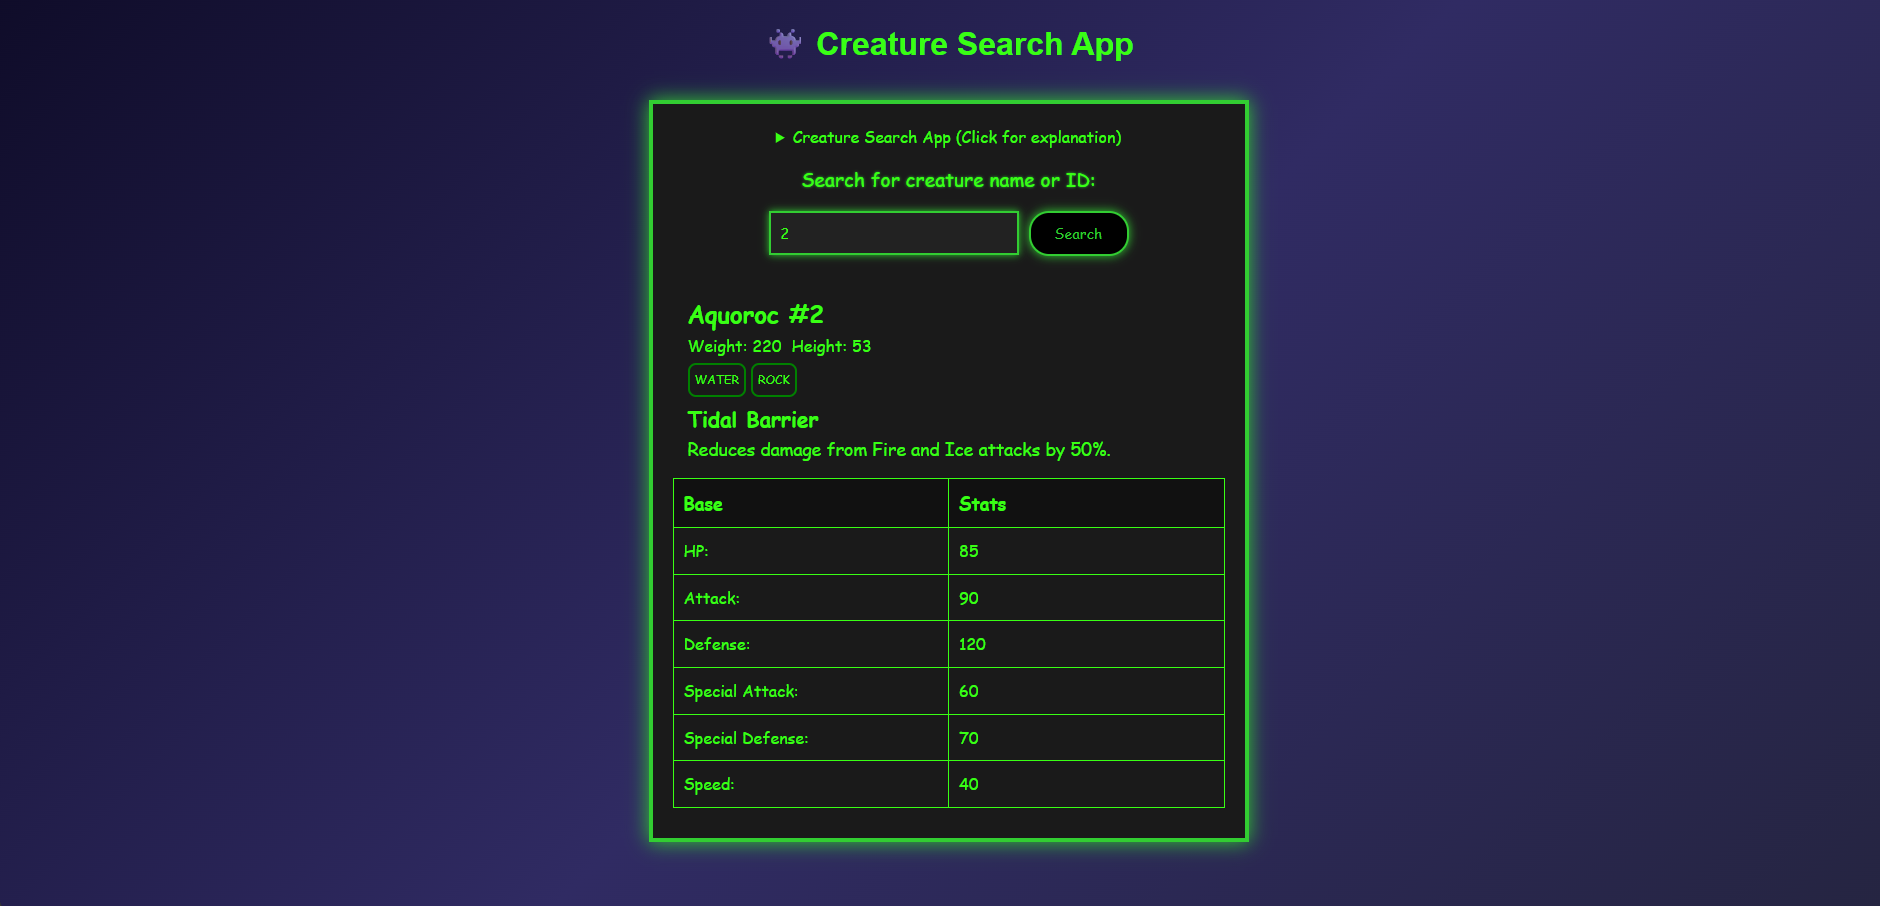 👾 Creature Search App
▶ Creature Search App (Click for explanation)
Search for creature name or ID:
2 Search
Aquoroc #2
Weight: 220 Height: 53
WATER ROCK
Tidal Barrier
Reduces damage from Fire and Ice attacks by 50%.
Base Stats
HP: 85
Attack: 90
Defense: 120
Special Attack: 60
Special Defense: 70
Speed: 40